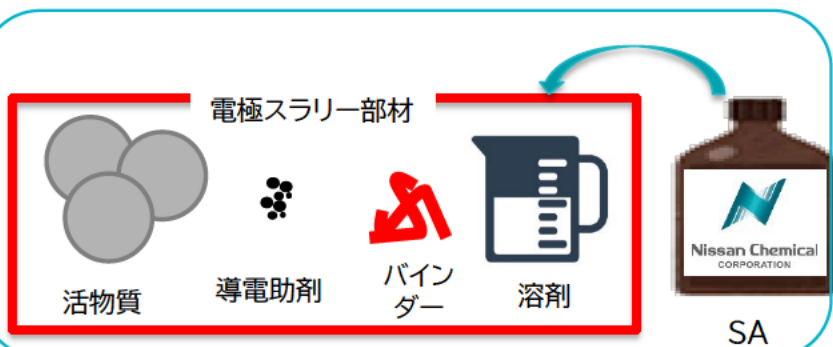 電極スラリー部材
活物質
導電助剤
バイン
ダー
溶剤
Nissan Chemical
CORPORATION
SA